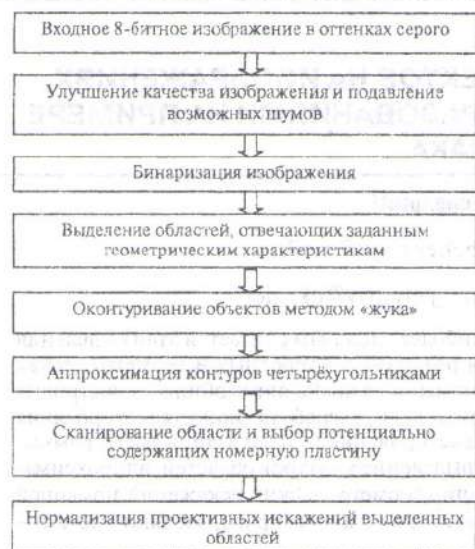 Входное 8-битное изображение в оттенках серого
Улучшение качества изображения и подавление
возможных шумов
Бинаризация изображения
Выделение областей, отвечающих заданным
геометрическим характеристикам
Оконтуривание объектов методом «жука»
Аппроксимация контуров четырёхугольниками
Сканирование области и выбор потенциально
содержащих номерную пластину
Нормализация проективных искажений выделенных
областей